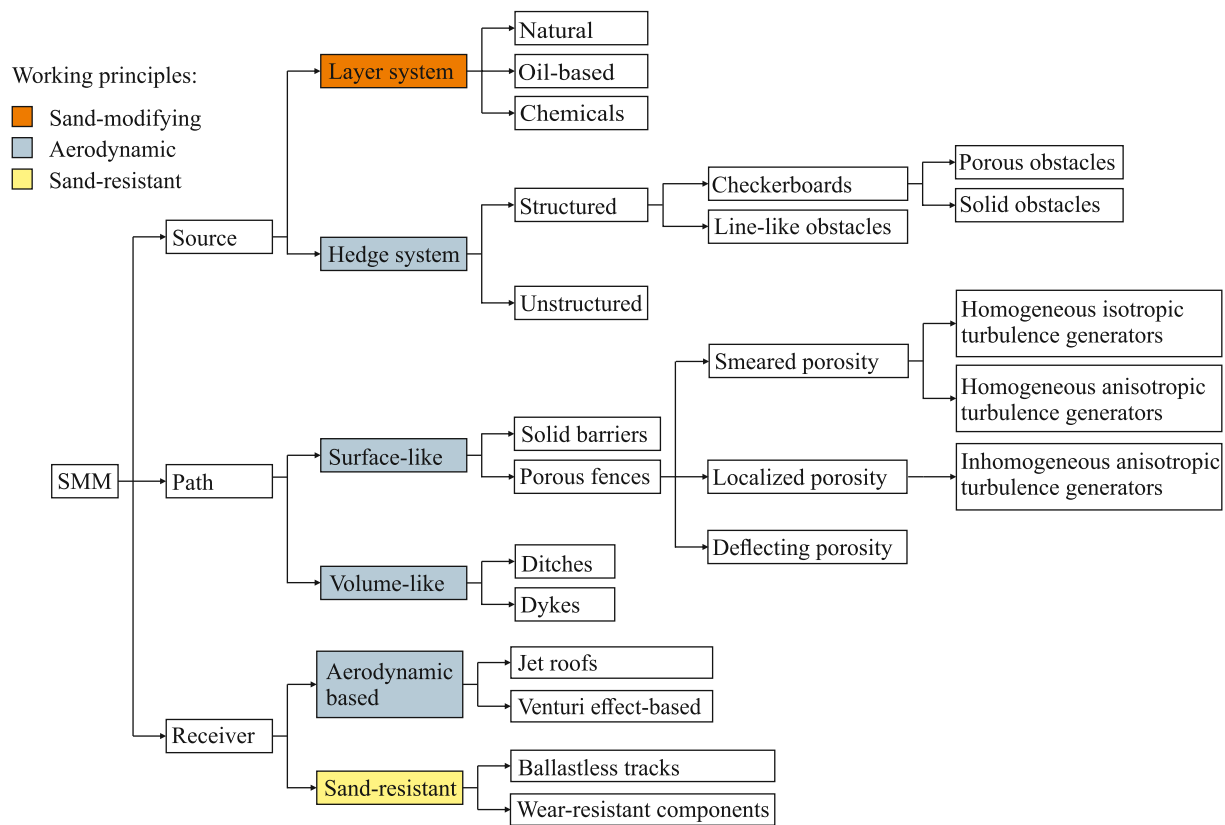 Working principles:
Sand-modifying
Aerodynamic
Sand-resistant
SMM
Source
Layer system
Natural
Oil-based
Chemicals
Hedge system
Structured
Checkerboards
Porous obstacles
Solid obstacles
Line-like obstacles
Unstructured
Path
Surface-like
Solid barriers
Porous fences
Smeared porosity
Homogeneous isotropic
turbulence generators
Homogeneous anisotropic
turbulence generators
Localized porosity
Inhomogeneous anisotropic
turbulence generators
Deflecting porosity
Volume-like
Ditches
Dykes
Receiver
Aerodynamic
based
Jet roofs
Venturi effect-based
Sand-resistant
Ballastless tracks
Wear-resistant components